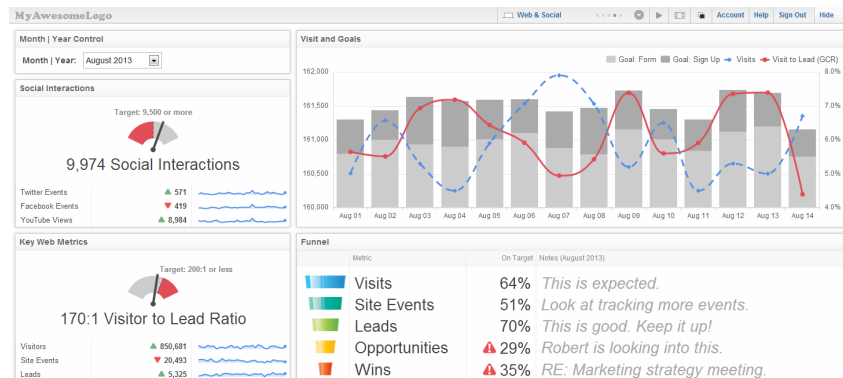 MyAwesomeLogo
Web & Social
Account Help Sign Out Hide
Month | Year Control
Month | Year: August 2013
Social Interactions
Target: 9,500 or more
9,974 Social Interactions
Twitter Events 571
Facebook Events 419
YouTube Views 8,984
Visit and Goals
Goal: Form Goal: Sign Up Visits Visit to Lead (GCR)
162,000 8.0%
161,500 7.0%
161,000 6.0%
160,500 5.0%
160,000 4.0%
Aug 01 Aug 02 Aug 03 Aug 04 Aug 05 Aug 06 Aug 07 Aug 08 Aug 09 Aug 10 Aug 11 Aug 12 Aug 13 Aug 14
Key Web Metrics
Target: 200:1 or less
170:1 Visitor to Lead Ratio
Visitors 850,681
Site Events 20,493
Leads 5,325
Funnel
Metric On Target Notes (August 2013)
Visits 64% This is expected.
Site Events 51% Look at tracking more events.
Leads 70% This is good. Keep it up!
Opportunities 29% Robert is looking into this.
Wins 35% RE: Marketing strategy meeting.